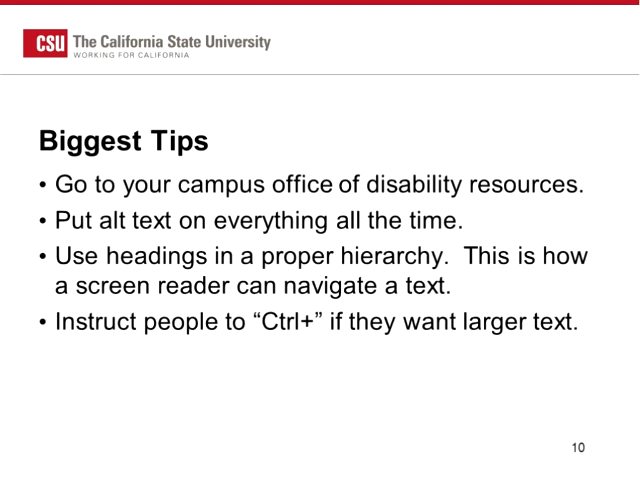 CSU The California State University
WORKING FOR CALIFORNIA
Biggest Tips
• Go to your campus office of disability resources.
• Put alt text on everything all the time.
• Use headings in a proper hierarchy.  This is how
a screen reader can navigate a text.
• Instruct people to “Ctrl+” if they want larger text.
10